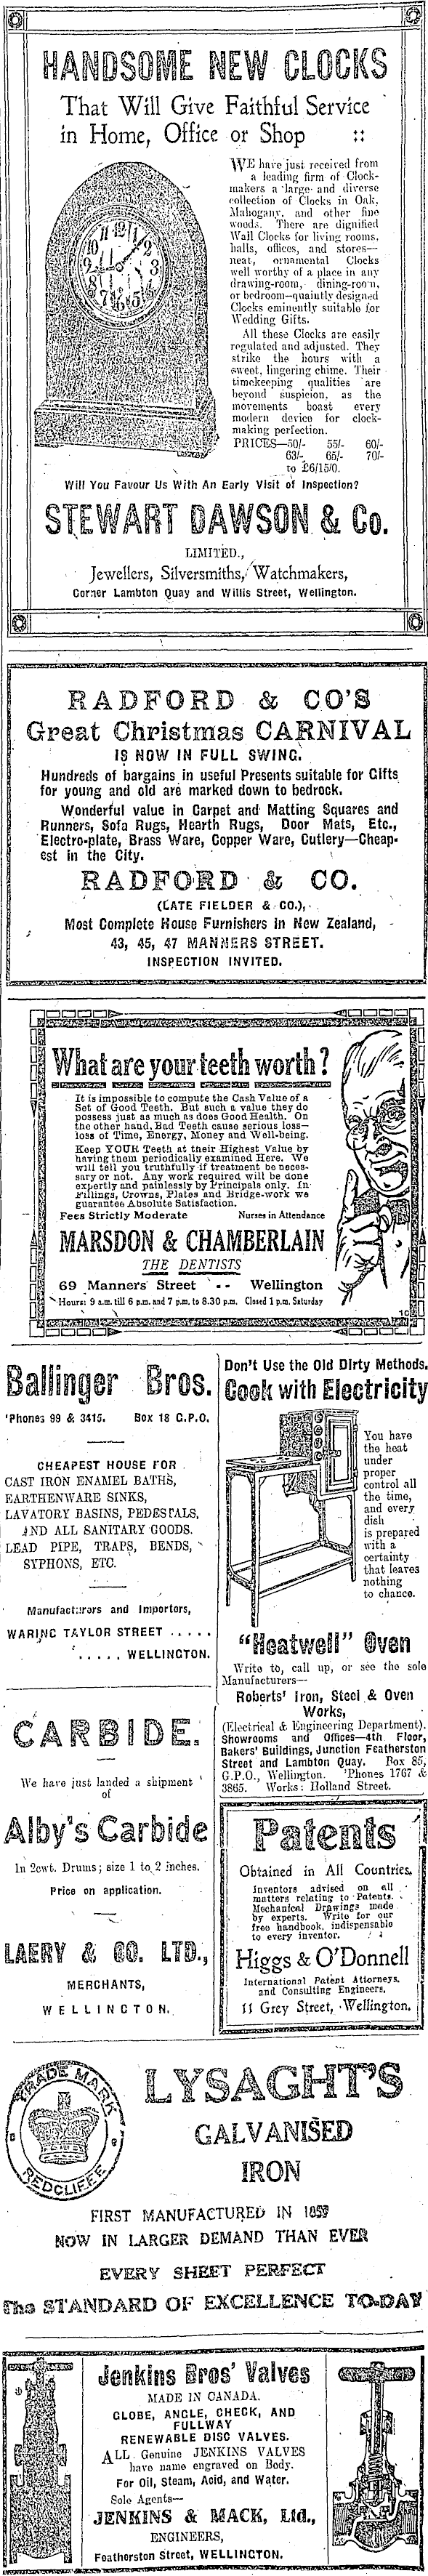 HANDSOME NEW CLOCKS
That Will Give Faithful Service
in Home, Office or Shop ::
WE have just received from
a leading firm of Clock-
makers a large and diverse
collection of Clocks in Oak,
Mahogany, and other fine
woods. There are dignified
Wall Clocks for living rooms,
halls, offices, and stores—
neat, ornamental Clocks
well worthy of a place in any
drawing-room, dining-room,
or bedroom—quaintly designed
Clocks eminently suitable for
Wedding Gifts.
All these Clocks are easily
regulated and adjusted. They
strike the hours with a
sweet, lingering chime. Their
timekeeping qualities are
beyond suspicion, as the
movements boast every
modern device for clock-
making perfection.
PRICES—50/- 55/- 60/-
63/- 65/- 70/-
to £6/15/0.
Will You Favour Us With An Early Visit of Inspection?
STEWART DAWSON & Co.
LIMITED.,
Jewellers, Silversmiths, Watchmakers,
Corner Lambton Quay and Willis Street, Wellington.
RADFORD & CO'S
Great Christmas CARNIVAL
IS NOW IN FULL SWING.
Hundreds of bargains in useful Presents suitable for Gifts
for young and old are marked down to bedrock.
Wonderful value in Carpet and Matting Squares and
Runners, Sofa Rugs, Hearth Rugs, Door Mats, Etc.,
Electro-plate, Brass Ware, Copper Ware, Cutlery—Cheap-
est in the City.
RADFORD & CO.
(LATE FIELDER & CO.),
Most Complete House Furnishers in New Zealand,
43, 45, 47 MANNERS STREET.
INSPECTION INVITED.
What are your teeth worth?
It is impossible to compute the Cash Value of a
Set of Good Teeth. But such a value they do
possess just as much as does Good Health. On
the other hand, Bad Teeth cause serious loss—
loss of Time, Energy, Money and Well-being.
Keep YOUR Teeth at their Highest Value by
having them periodically examined Here. We
will tell you truthfully if treatment be neces-
sary or not. Any work required will be done
expertly and painlessly by Principals only. In
Fillings, Crowns, Plates and Bridge-work we
guarantee Absolute Satisfaction.
Fees Strictly Moderate Nurses in Attendance
MARSDON & CHAMBERLAIN
THE DENTISTS
69 Manners Street -- Wellington
Hours: 9 a.m. till 6 p.m. and 7 p.m. to 8.30 p.m. Closed 1 p.m. Saturday
10
Ballinger Bros.
'Phones 99 & 3415. Box 18 G.P.O.
CHEAPEST HOUSE FOR
CAST IRON ENAMEL BATHS,
EARTHENWARE SINKS,
LAVATORY BASINS, PEDESTALS,
AND ALL SANITARY GOODS.
LEAD PIPE, TRAPS, BENDS,
SYPHONS, ETC.
Manufacturers and Importers,
WARING TAYLOR STREET .....
..... WELLINGTON.
CARBIDE.
We have just landed a shipment
of
Alby's Carbide
In 2cwt. Drums; size 1 to 2 inches.
Price on application.
LAERY & CO. LTD.,
MERCHANTS,
WELLINGTON.
Don't Use the Old Dirty Methods.
Cook with Electricity
You have
the heat
under
proper
control all
the time,
and every
dish
is prepared
with a
certainty
that leaves
nothing
to chance.
"Heatwell" Oven
Write to, call up, or see the sole
Manufacturers—
Roberts' Iron, Steel & Oven
Works,
(Electrical & Engineering Department).
Showrooms and Offices—4th Floor,
Bakers' Buildings, Junction Featherston
Street and Lambton Quay. Box 85,
G.P.O., Wellington. 'Phones 1767 &
3865. Works: Holland Street.
Patents
Obtained in All Countries.
Inventors advised on all
matters relating to Patents.
Mechanical Drawings made
by experts. Write for our
free handbook, indispensable
to every inventor.
Higgs & O'Donnell
International Patent Attorneys,
and Consulting Engineers,
11 Grey Street, Wellington.
TRADE MARK
REDCLIFFE
LYSAGHT'S
GALVANISED
IRON
FIRST MANUFACTURED IN 1857
NOW IN LARGER DEMAND THAN EVER
EVERY SHEET PERFECT
The STANDARD OF EXCELLENCE TO-DAY
Jenkins Bros' Valves
MADE IN CANADA.
GLOBE, ANGLE, CHECK, AND
FULLWAY
RENEWABLE DISC VALVES.
ALL Genuine JENKINS VALVES
have name engraved on Body.
For Oil, Steam, Acid, and Water.
Sole Agents—
JENKINS & MACK, Ltd.,
ENGINEERS,
Featherston Street, WELLINGTON.